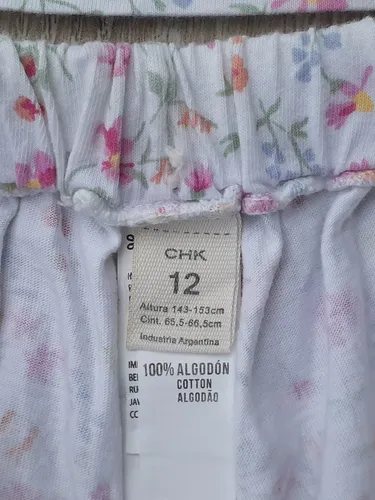 CHK
12
Altura 143-153cm
Cint. 65,5-66,5cm
Industria Argentina
100% ALGODÓN
COTTON
ALGODÃO